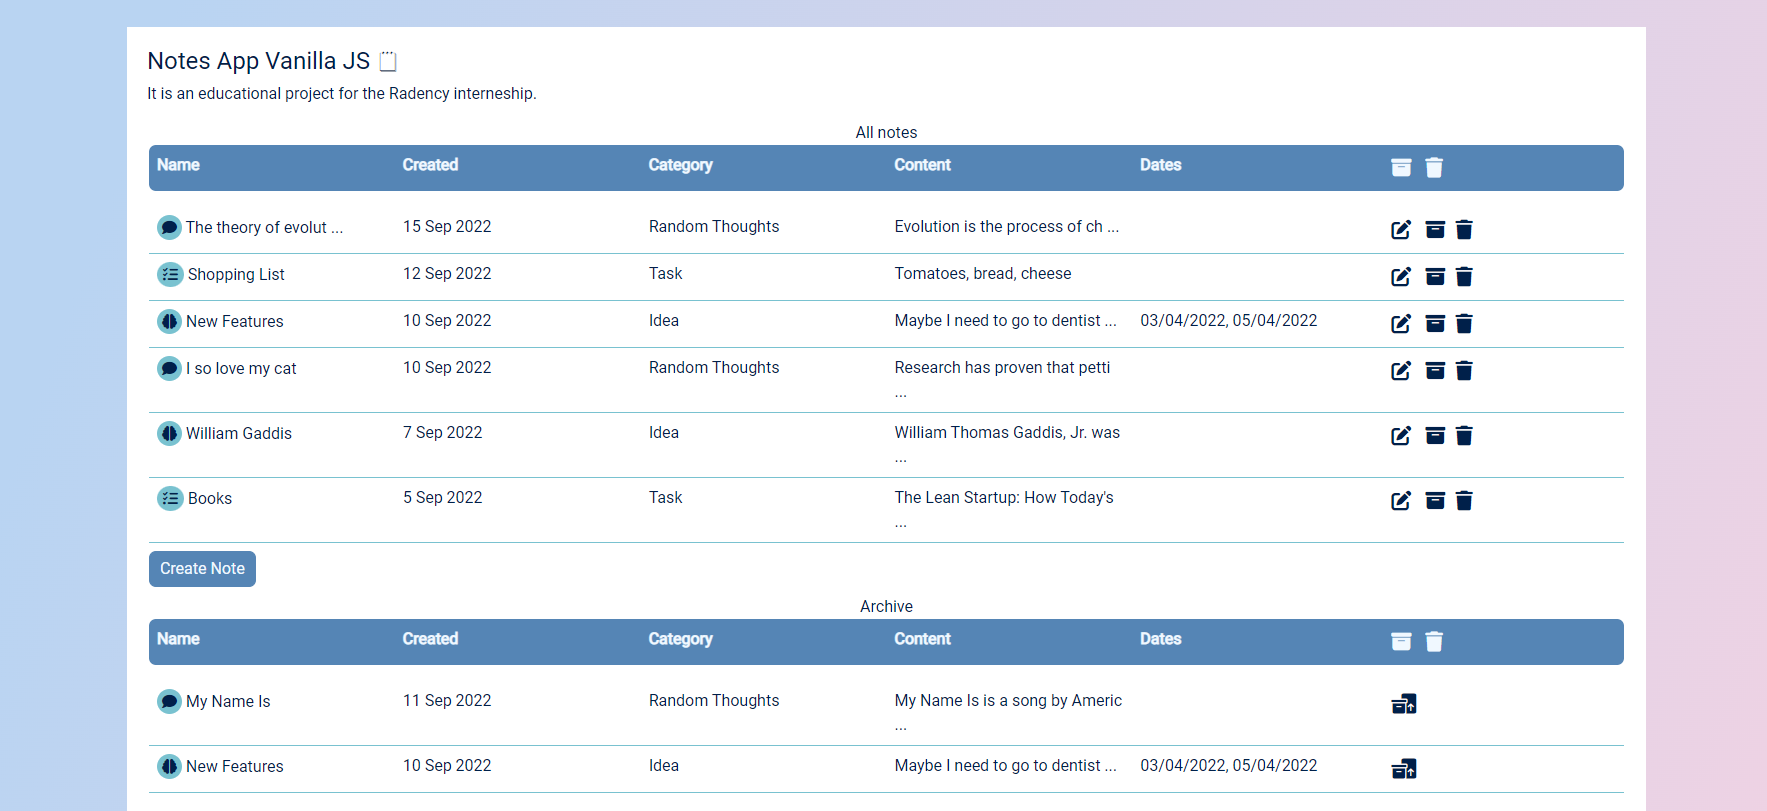 Notes App Vanilla JS
It is an educational project for the Radency interneship.
All notes
Name Created Category Content Dates
The theory of evolut ... 15 Sep 2022 Random Thoughts Evolution is the process of ch ...
Shopping List 12 Sep 2022 Task Tomatoes, bread, cheese
New Features 10 Sep 2022 Idea Maybe I need to go to dentist ... 03/04/2022, 05/04/2022
I so love my cat 10 Sep 2022 Random Thoughts Research has proven that petti
...
William Gaddis 7 Sep 2022 Idea William Thomas Gaddis, Jr. was
...
Books 5 Sep 2022 Task The Lean Startup: How Today's
...
Create Note
Archive
Name Created Category Content Dates
My Name Is 11 Sep 2022 Random Thoughts My Name Is is a song by Americ
...
New Features 10 Sep 2022 Idea Maybe I need to go to dentist ... 03/04/2022, 05/04/2022